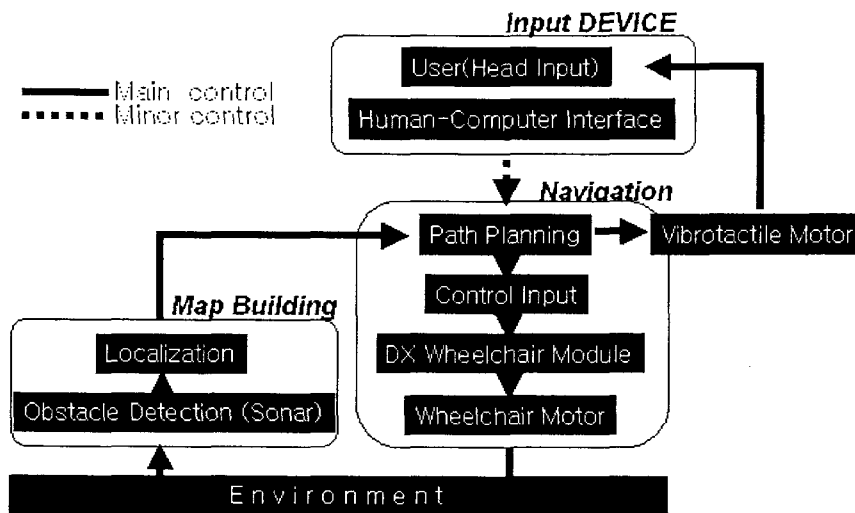 Input DEVICE
User(Head Input)
Human-Computer Interface
Main control
Minor control
Navigation
Path Planning
Vibrotactile Motor
Control Input
Map Building
Localization
DX Wheelchair Module
Obstacle Detection (Sonar)
Wheelchair Motor
Environment